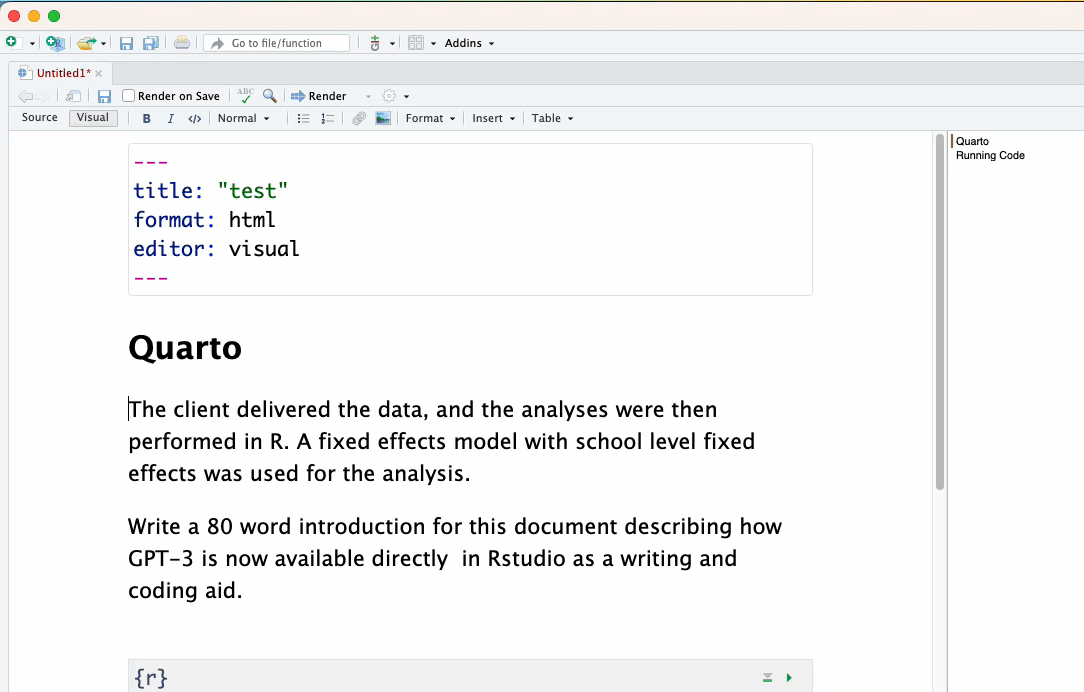 Go to file/function
Addins
Untitled1*
Render on Save
ABC
Render
Source Visual B I </> Normal Format Insert Table
---
title: "test"
format: html
editor: visual
---
Quarto
The client delivered the data, and the analyses were then
performed in R. A fixed effects model with school level fixed
effects was used for the analysis.
Write a 80 word introduction for this document describing how
GPT-3 is now available directly  in Rstudio as a writing and
coding aid.
{r}
Quarto
Running Code